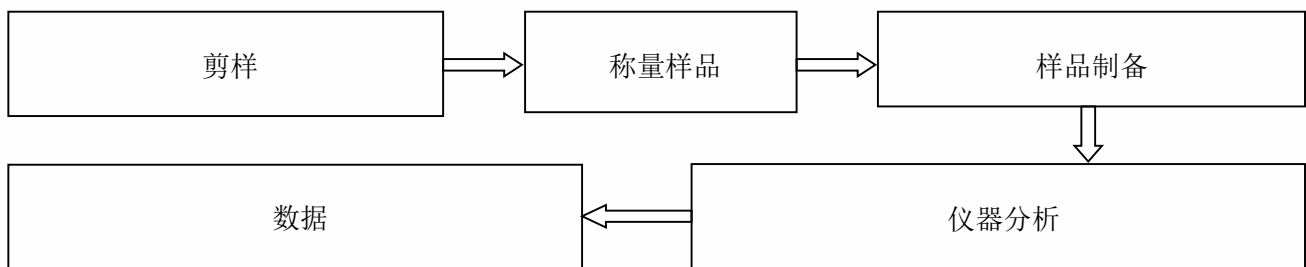 剪样
称量样品
样品制备
仪器分析
数据